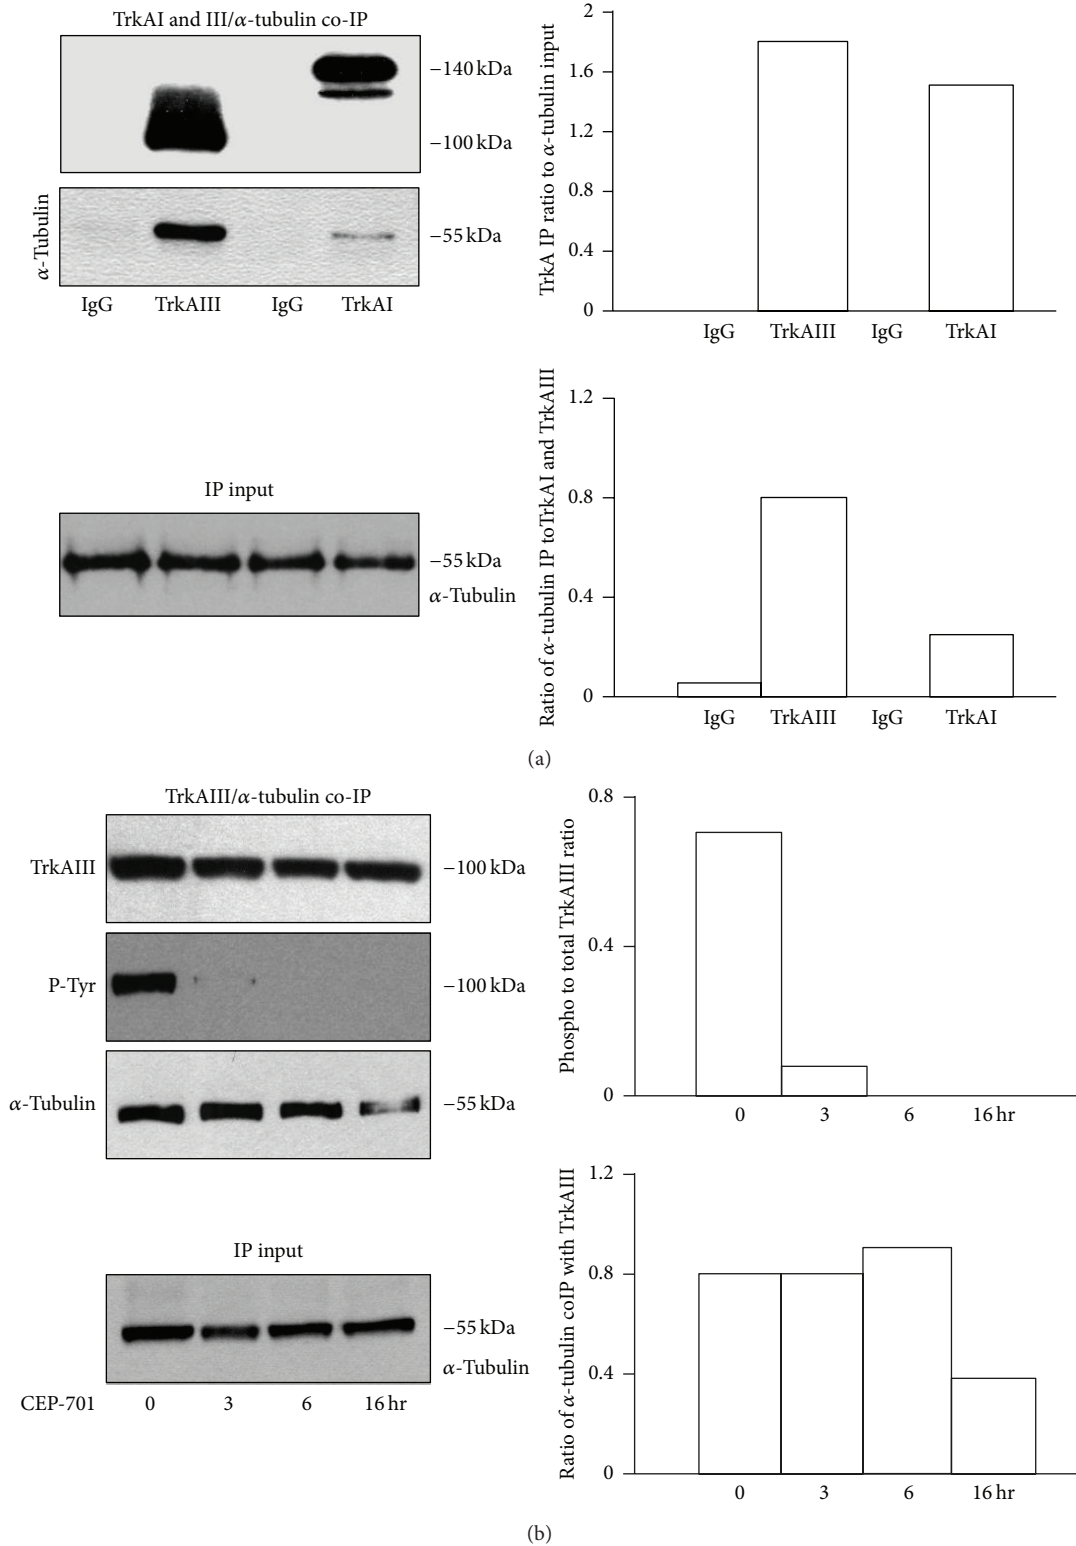 TrkAI and III/α-tubulin co-IP
−140 kDa
−100 kDa
α-Tubulin
−55 kDa
IgG TrkAIII IgG TrkAI
TrkA IP ratio to α-tubulin input
2
1.6
1.2
0.8
0.4
0
IgG TrkAIII IgG TrkAI
IP input
−55 kDa
α-Tubulin
Ratio of α-tubulin IP toTrkAI and TrkAIII
1.2
0.8
0.4
0
IgG TrkAIII IgG TrkAI
(a)
TrkAIII/α-tubulin co-IP
TrkAIII
−100 kDa
P-Tyr
−100 kDa
α-Tubulin
−55 kDa
Phospho to total TrkAIII ratio
0.8
0.4
0
0 3 6 16 hr
IP input
−55 kDa
α-Tubulin
CEP-701 0 3 6 16 hr
Ratio of α-tubulin coIP with TrkAIII
1.2
0.8
0.4
0
0 3 6 16 hr
(b)